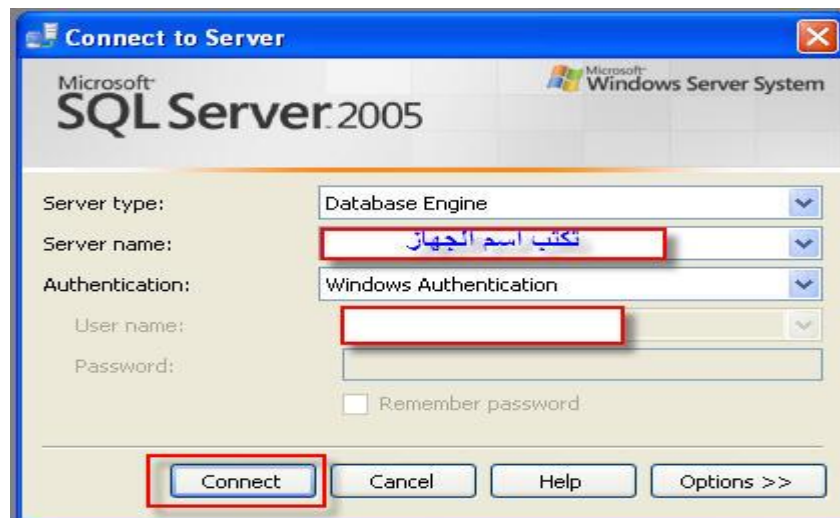 Connect to Server
Microsoft
SQL Server 2005
Microsoft
Windows Server System
Server type: Database Engine
Server name: تكتب اسم الجهاز
Authentication: Windows Authentication
User name:
Password:
Remember password
Connect Cancel Help Options >>